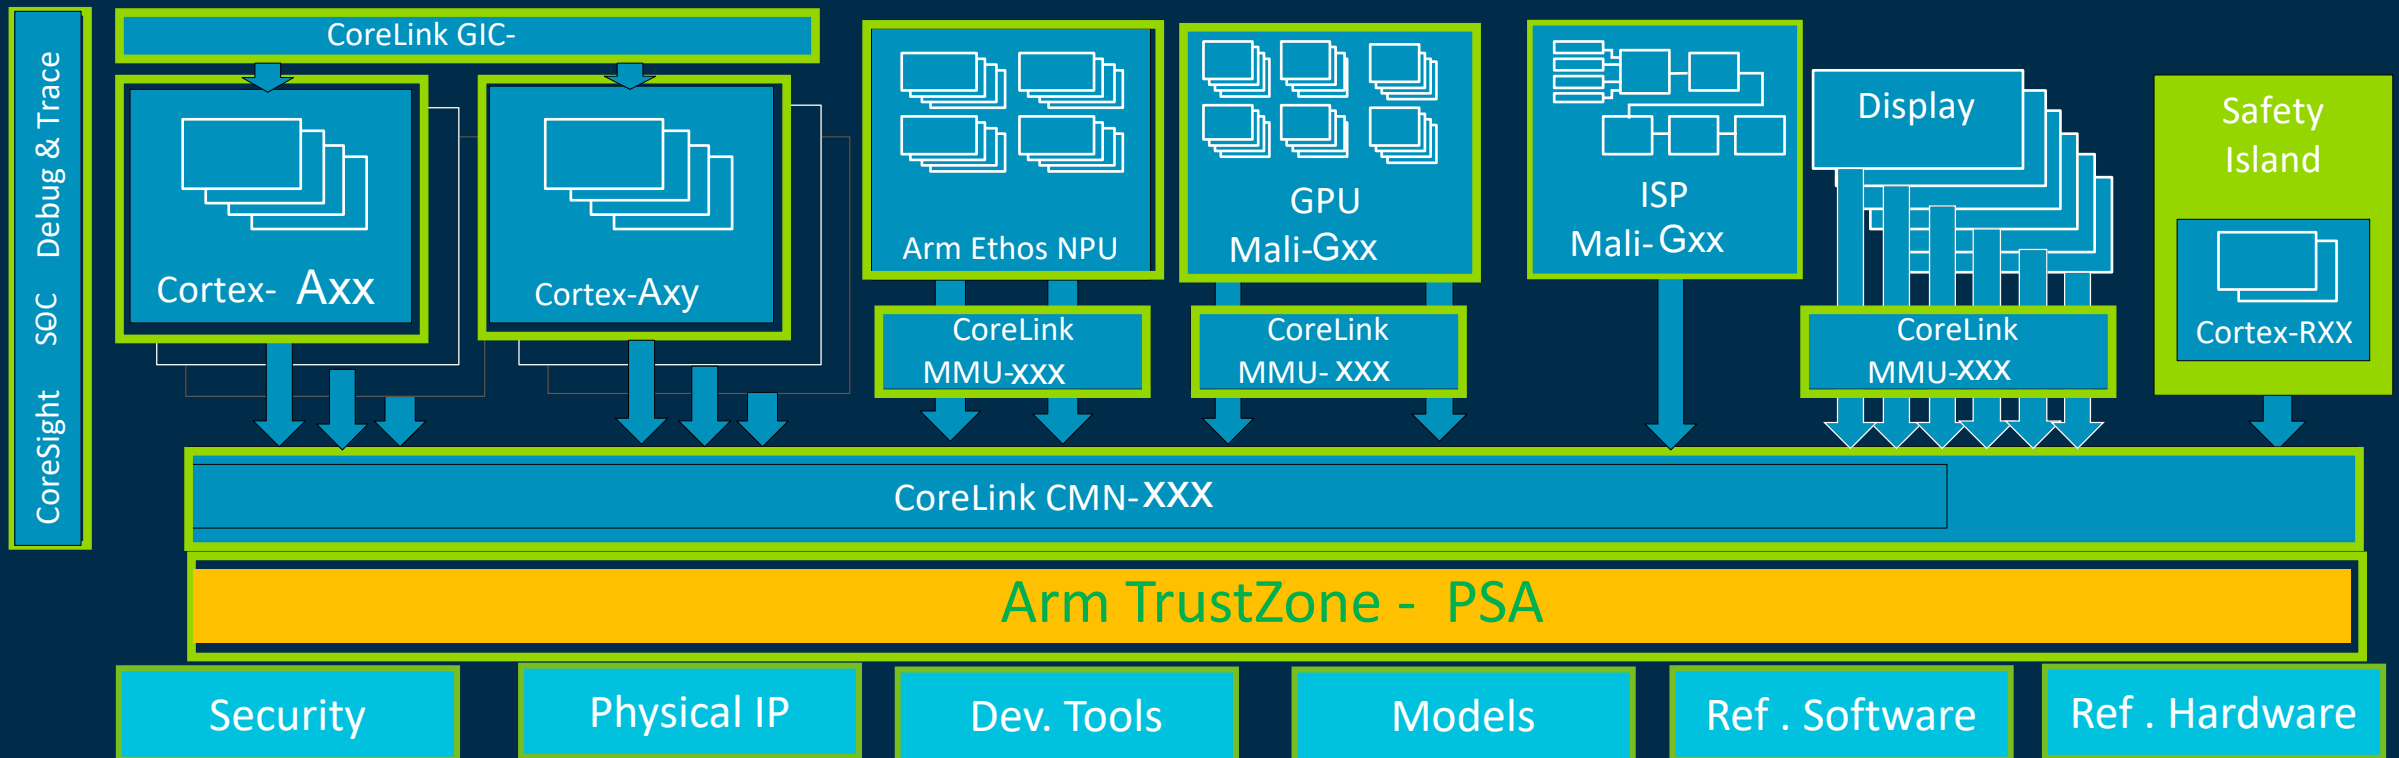 CoreSight SOC Debug & Trace
CoreLink GIC-
Cortex- Axx
Cortex-Axy
Arm Ethos NPU
GPU
Mali-Gxx
ISP
Mali- Gxx
Display
Safety
Island
Cortex-RXX
CoreLink
MMU-xxx
CoreLink
MMU- xxx
CoreLink
MMU-xxx
CoreLink CMN-xxx
Arm TrustZone - PSA
Security
Physical IP
Dev. Tools
Models
Ref . Software
Ref . Hardware